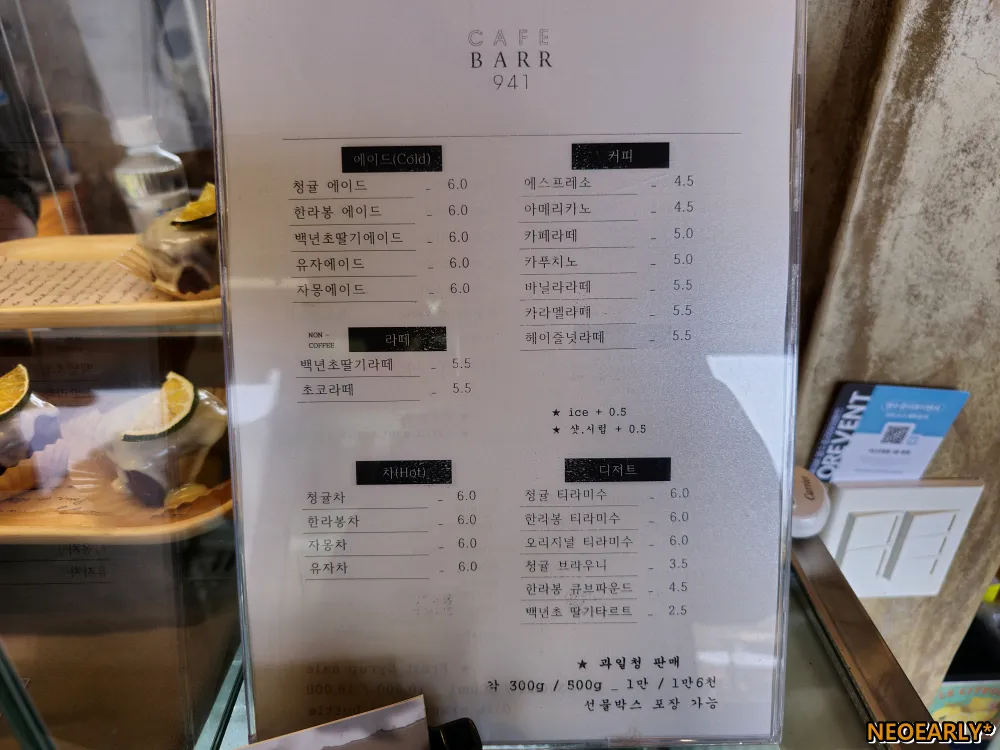 CAFE
BARR
941
에이드(Cold)
청귤 에이드 - 6.0
한라봉 에이드 - 6.0
백년초딸기에이드 - 6.0
유자에이드 - 6.0
자몽에이드 - 6.0
NON -
COFFEE
라떼
백년초딸기라떼 - 5.5
초코라떼 - 5.5
차(Hot)
청귤차 - 6.0
한라봉차 - 6.0
자몽차 - 6.0
유자차 - 6.0
커피
에스프레소 - 4.5
아메리카노 - 4.5
카페라떼 - 5.0
카푸치노 - 5.0
바닐라라떼 - 5.5
카라멜라떼 - 5.5
헤이즐넛라떼 - 5.5
★ ice + 0.5
★ 샷.시럽 + 0.5
디저트
청귤 티라미수 - 6.0
한라봉 티라미수 - 6.0
오리지널 티라미수 - 6.0
청귤 브라우니 - 3.5
한라봉 큐브파운드 - 4.5
백년초 딸기타르트 - 2.5
★ 과일청 판매
각 300g / 500g _ 1만 / 1만6천
선물박스 포장 가능
OREVENT
NEOEARLY*